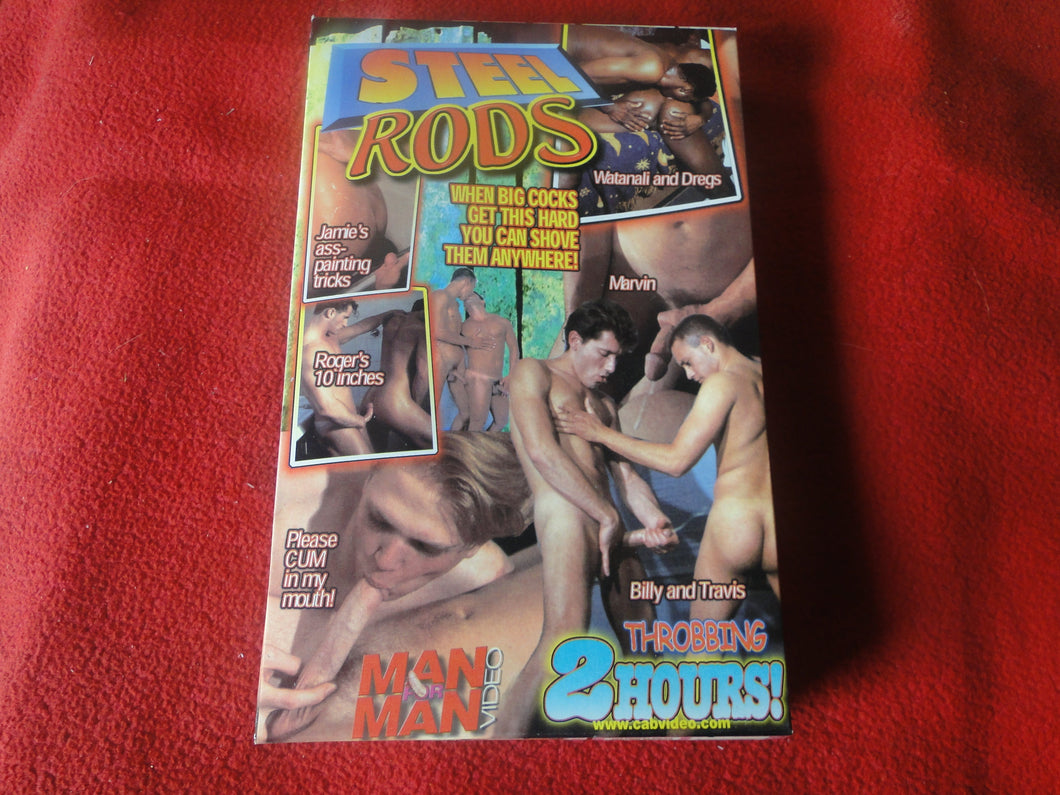 STEEL
RODS
WHEN BIG COCKS
GET THIS HARD
YOU CAN SHOVE
THEM ANYWHERE!
Watanali and Dregs
Jamie's
ass-
painting
tricks
Marvin
Roger's
10 inches
Please
CUM
in my
mouth!
Billy and Travis
THROBBING
2 HOURS!
www.cabvideo.com
MAN
FOR
MAN
VIDEO